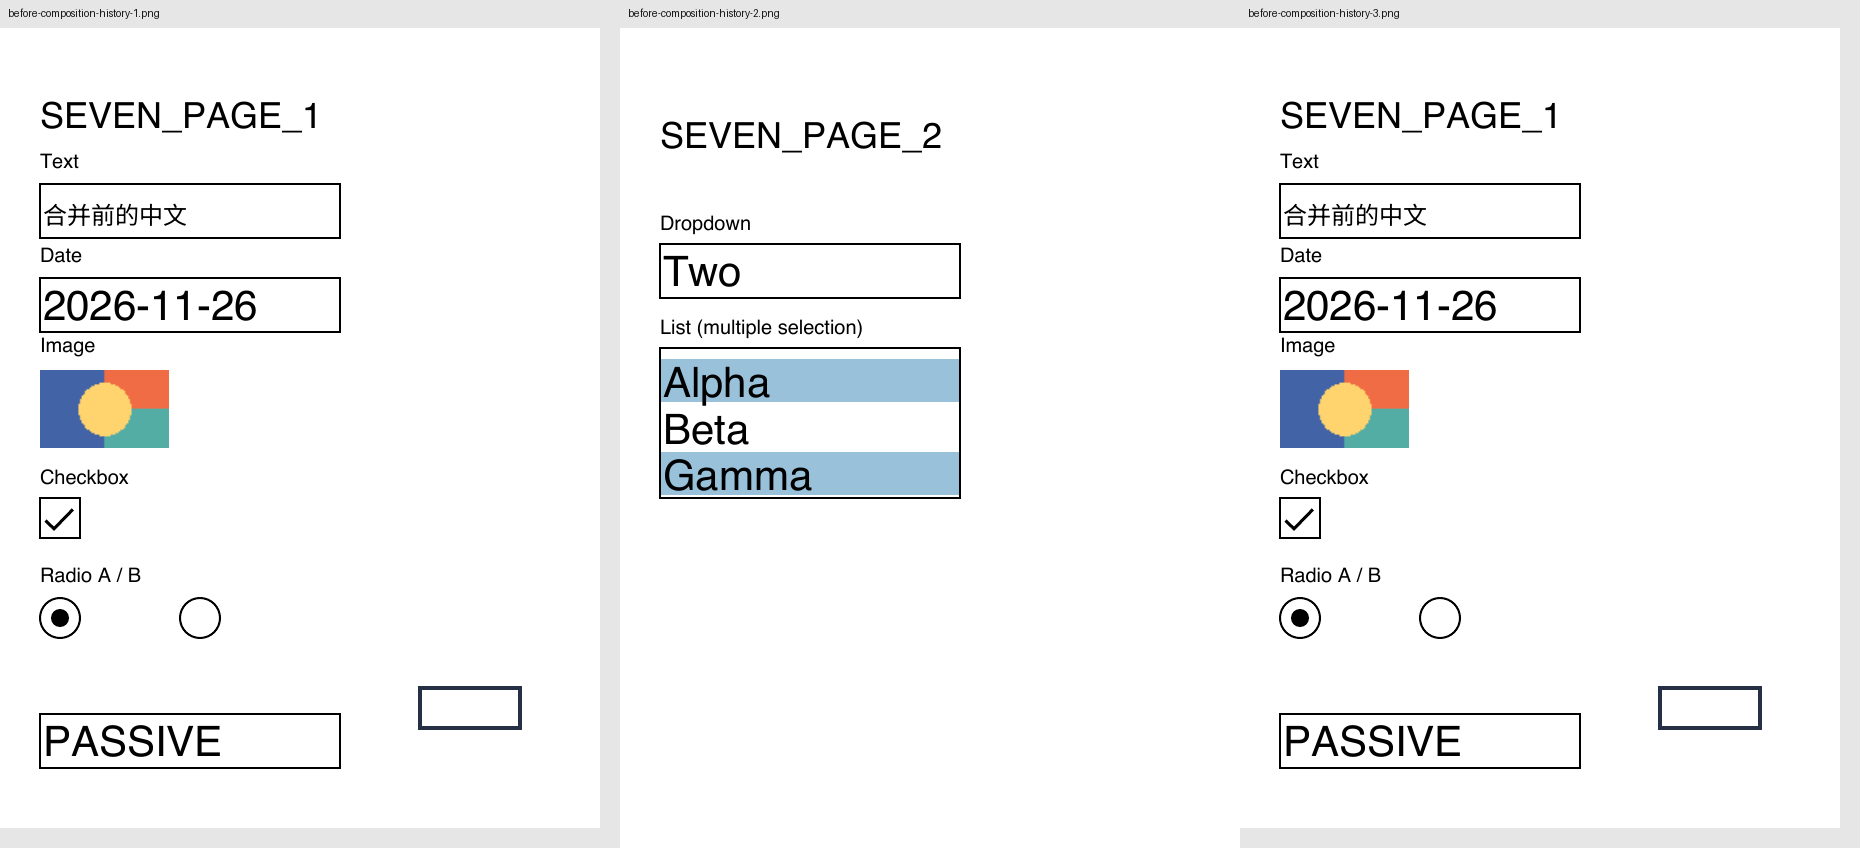 before-composition-history-1.png
SEVEN_PAGE_1
Text
合并前的中文
Date
2026-11-26
Image
Checkbox
Radio A / B
PASSIVE
before-composition-history-2.png
SEVEN_PAGE_2
Dropdown
Two
List (multiple selection)
Alpha
Beta
Gamma
before-composition-history-3.png
SEVEN_PAGE_1
Text
合并前的中文
Date
2026-11-26
Image
Checkbox
Radio A / B
PASSIVE